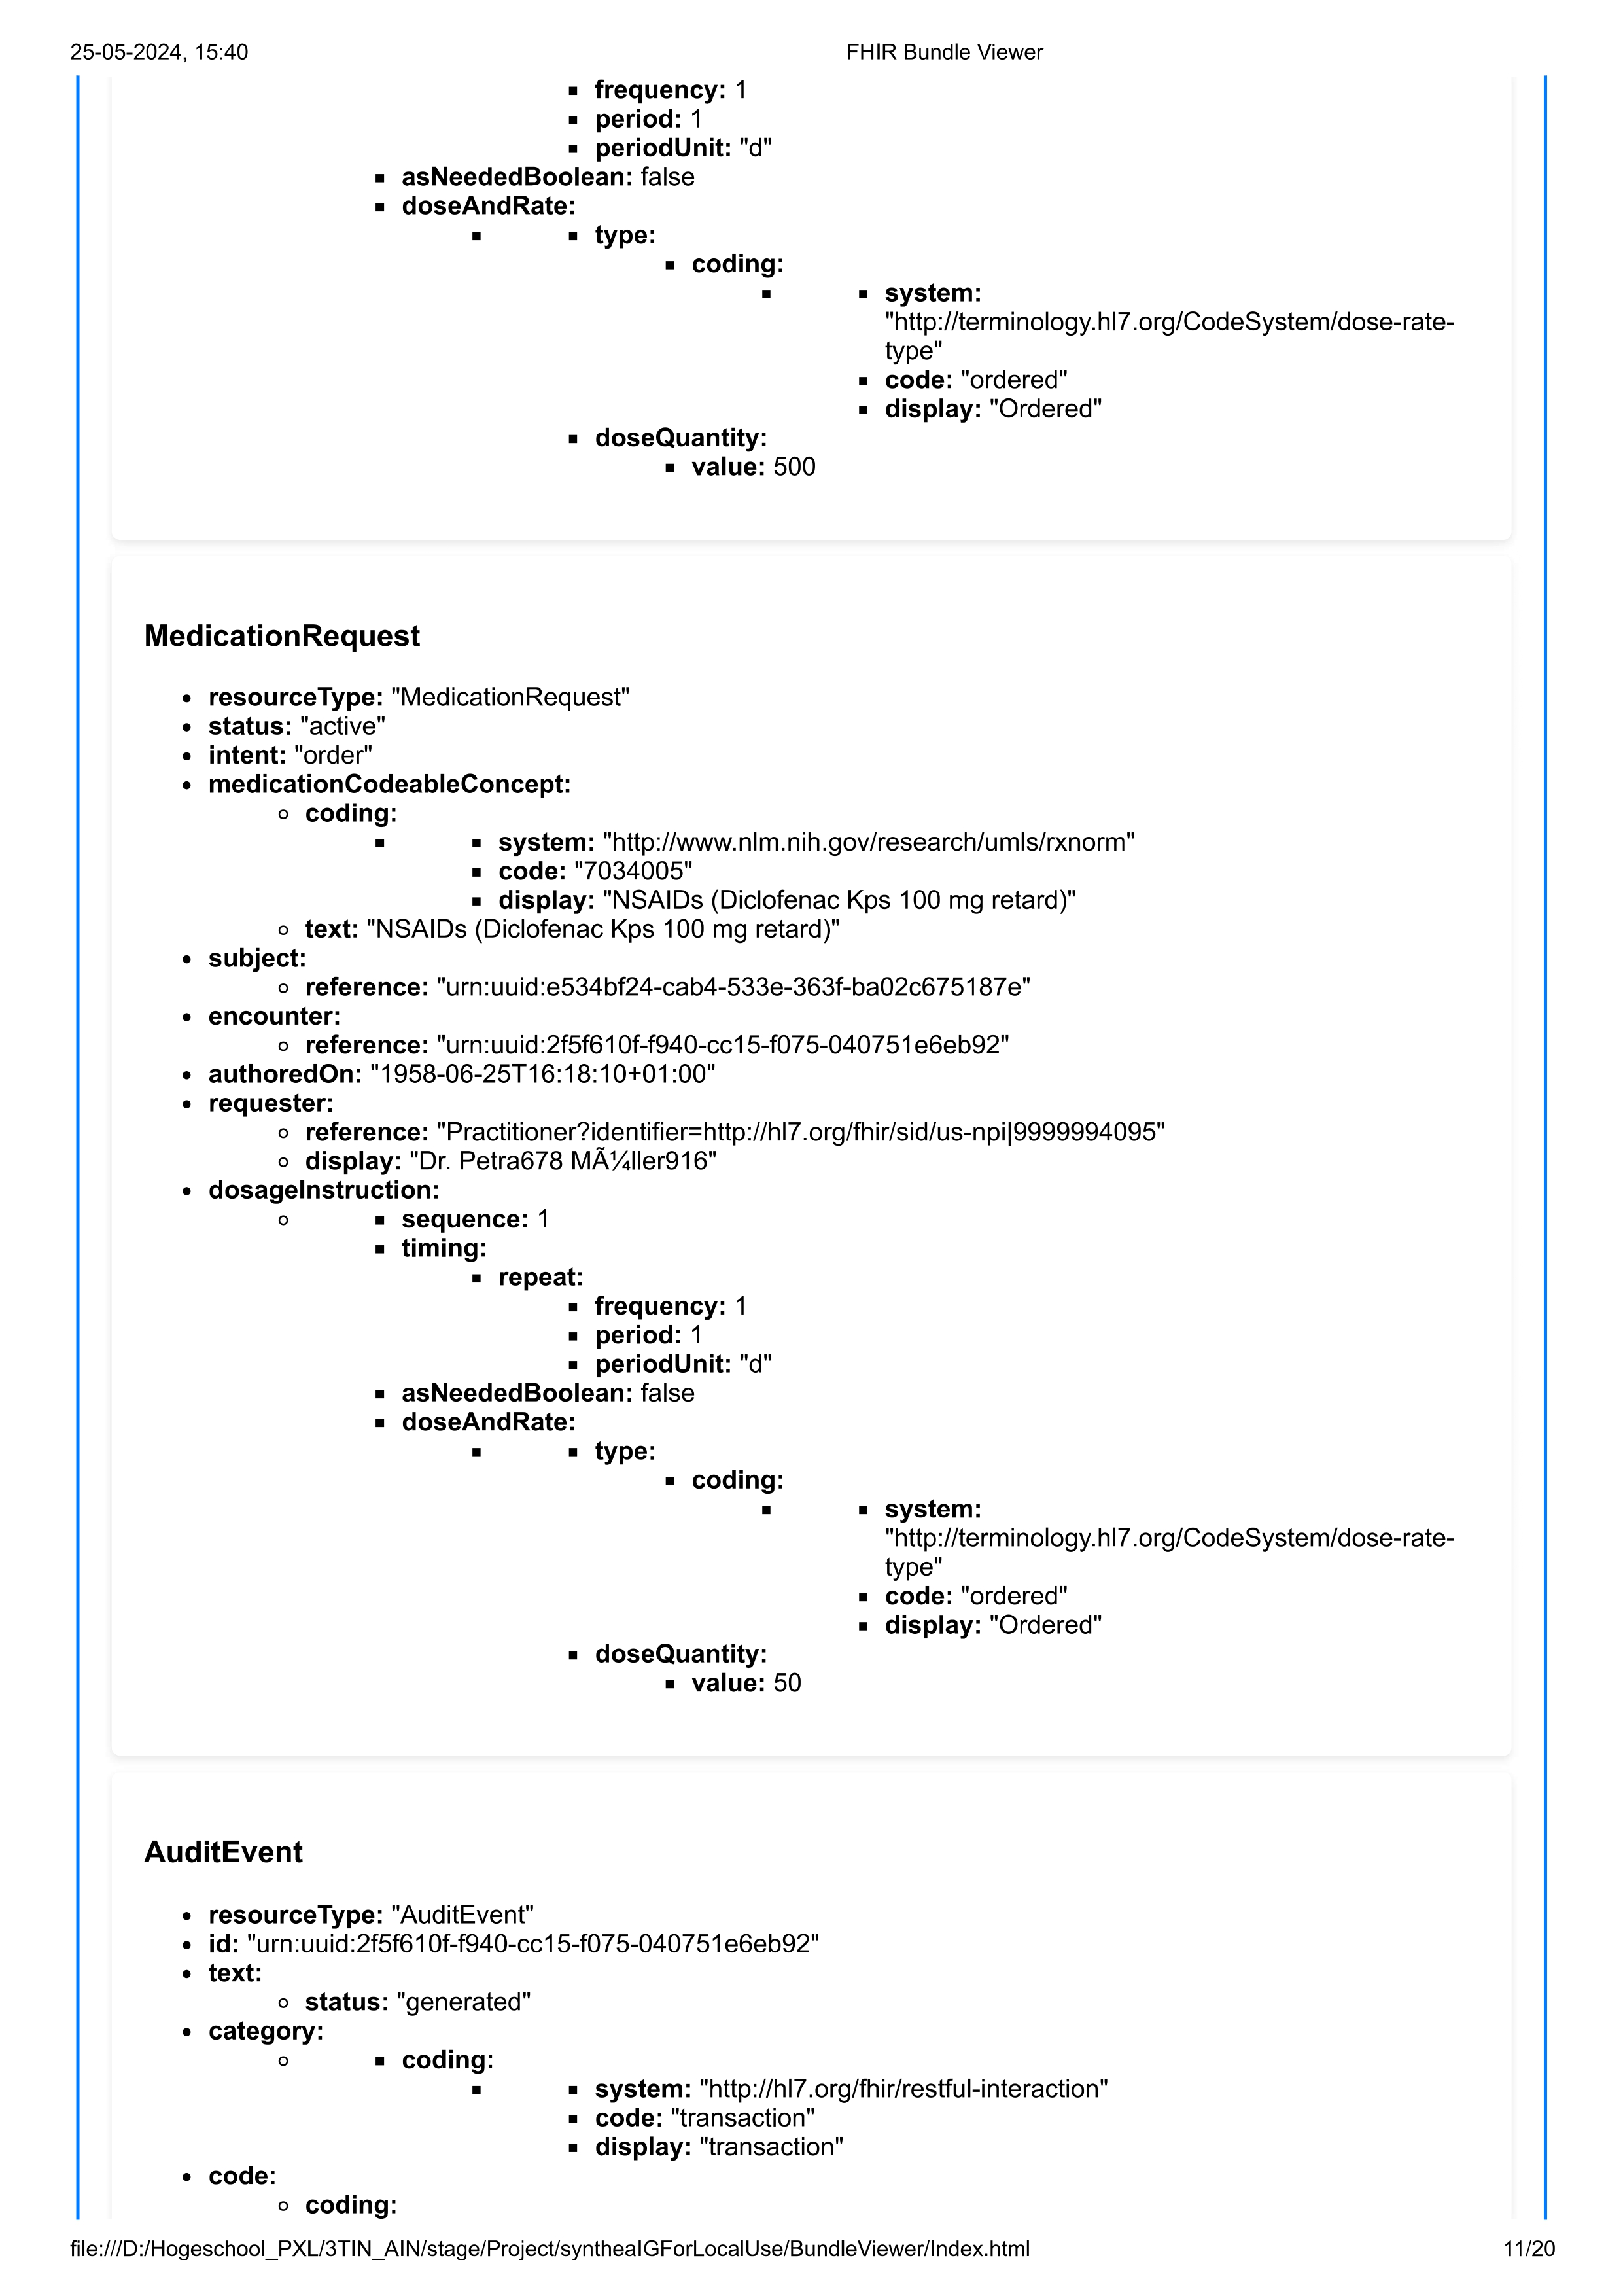 25-05-2024, 15:40 FHIR Bundle Viewer
frequency: 1
period: 1
periodUnit: "d"
asNeededBoolean: false
doseAndRate:
type:
coding:
system:
"http://terminology.hl7.org/CodeSystem/dose-rate-
type"
code: "ordered"
display: "Ordered"
doseQuantity:
value: 500
MedicationRequest
resourceType: "MedicationRequest"
status: "active"
intent: "order"
medicationCodeableConcept:
coding:
system: "http://www.nlm.nih.gov/research/umls/rxnorm"
code: "7034005"
display: "NSAIDs (Diclofenac Kps 100 mg retard)"
text: "NSAIDs (Diclofenac Kps 100 mg retard)"
subject:
reference: "urn:uuid:e534bf24-cab4-533e-363f-ba02c675187e"
encounter:
reference: "urn:uuid:2f5f610f-f940-cc15-f075-040751e6eb92"
authoredOn: "1958-06-25T16:18:10+01:00"
requester:
reference: "Practitioner?identifier=http://hl7.org/fhir/sid/us-npi|9999994095"
display: "Dr. Petra678 MÃ¼ller916"
dosageInstruction:
sequence: 1
timing:
repeat:
frequency: 1
period: 1
periodUnit: "d"
asNeededBoolean: false
doseAndRate:
type:
coding:
system:
"http://terminology.hl7.org/CodeSystem/dose-rate-
type"
code: "ordered"
display: "Ordered"
doseQuantity:
value: 50
AuditEvent
resourceType: "AuditEvent"
id: "urn:uuid:2f5f610f-f940-cc15-f075-040751e6eb92"
text:
status: "generated"
category:
coding:
system: "http://hl7.org/fhir/restful-interaction"
code: "transaction"
display: "transaction"
code:
coding:
file:///D:/Hogeschool_PXL/3TIN_AIN/stage/Project/syntheaIGForLocalUse/BundleViewer/Index.html 11/20